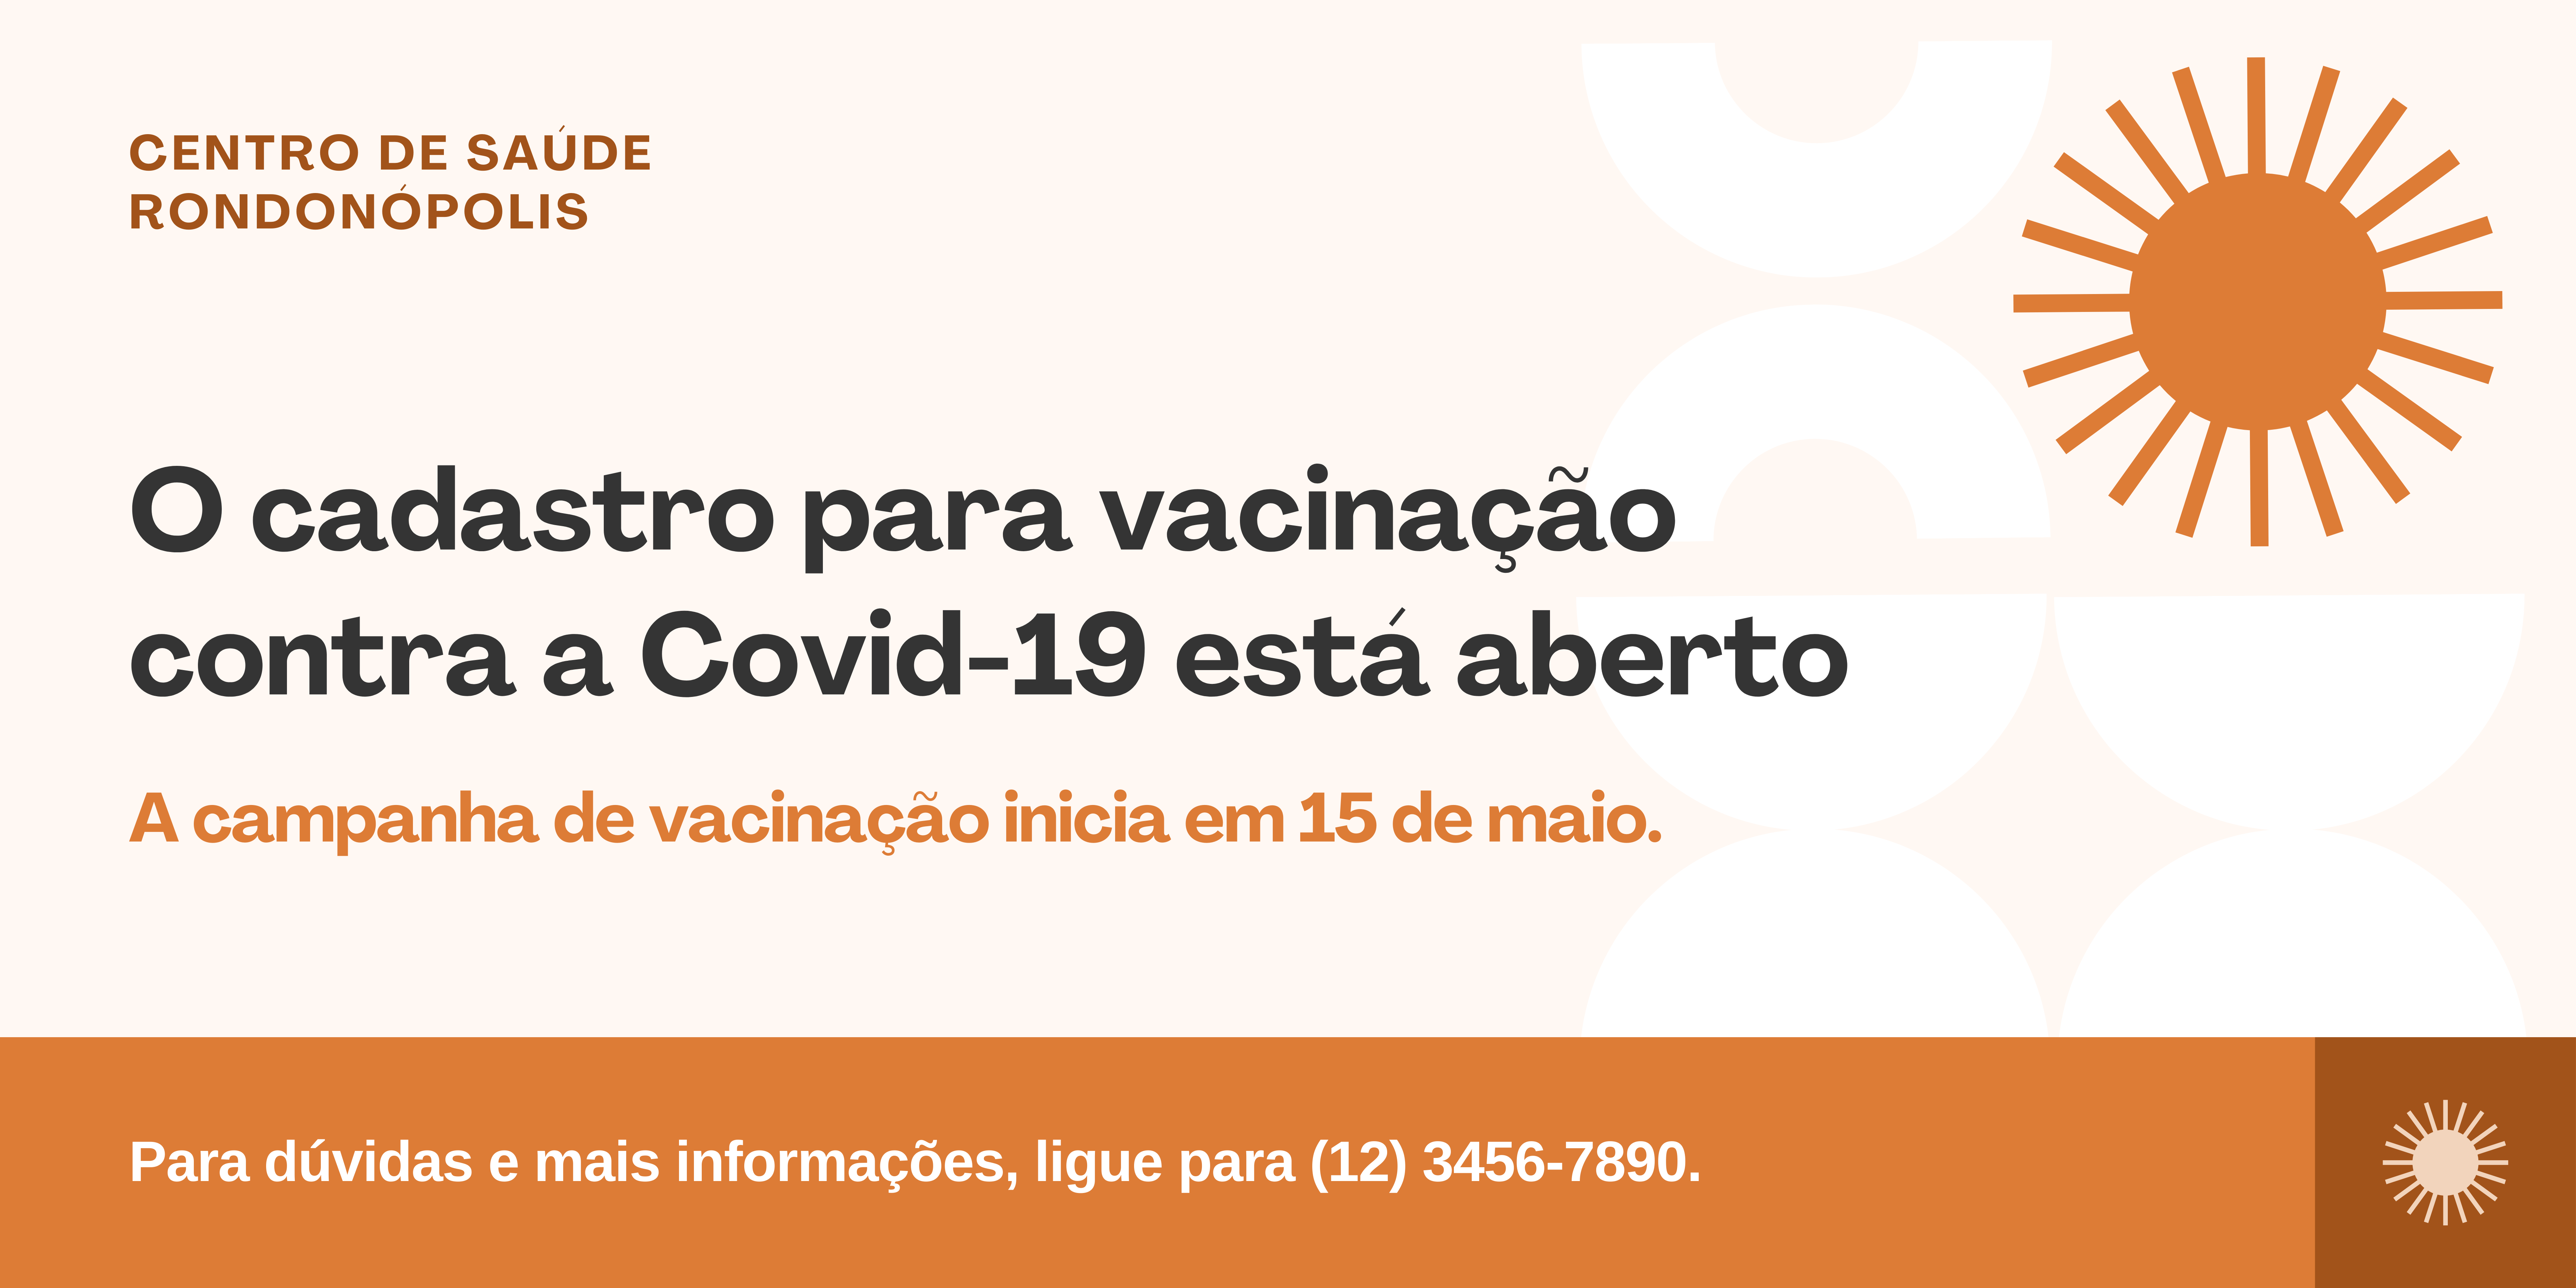 CENTRO DE SAÚDE
RONDONÓPOLIS
O cadastro para vacinação
contra a Covid-19 está aberto
A campanha de vacinação inicia em 15 de maio.
Para dúvidas e mais informações, ligue para (12) 3456-7890.